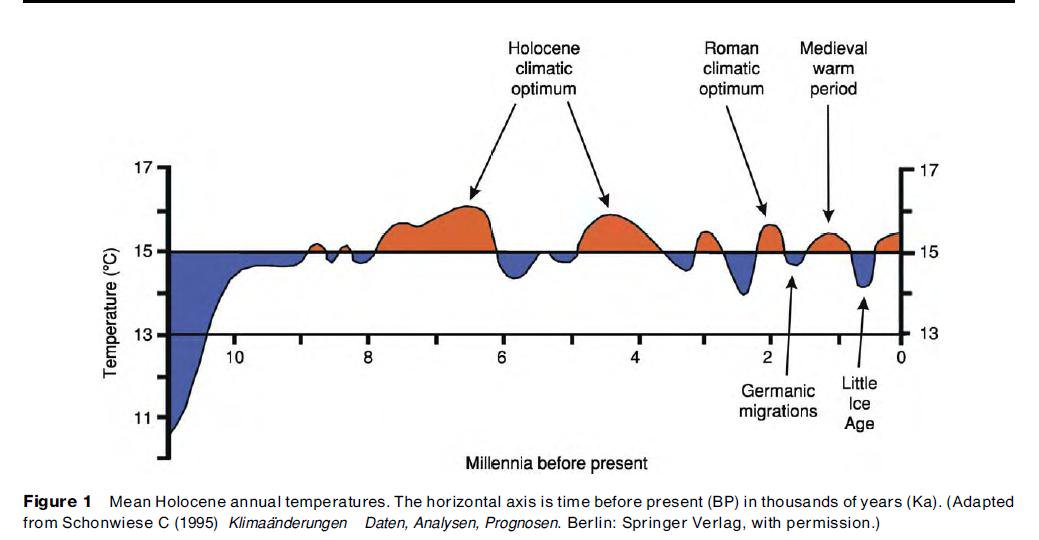 Holocene
climatic
optimum
Roman
climatic
optimum
Medieval
warm
period
17
15
13
11
Temperature (°C)
17
15
13
10
8
6
4
2
0
Germanic
migrations
Little
Ice
Age
Millennia before present
Figure 1 Mean Holocene annual temperatures. The horizontal axis is time before present (BP) in thousands of years (Ka). (Adapted
from Schonwiese C (1995) Klimaänderungen Daten, Analysen, Prognosen. Berlin: Springer Verlag, with permission.)